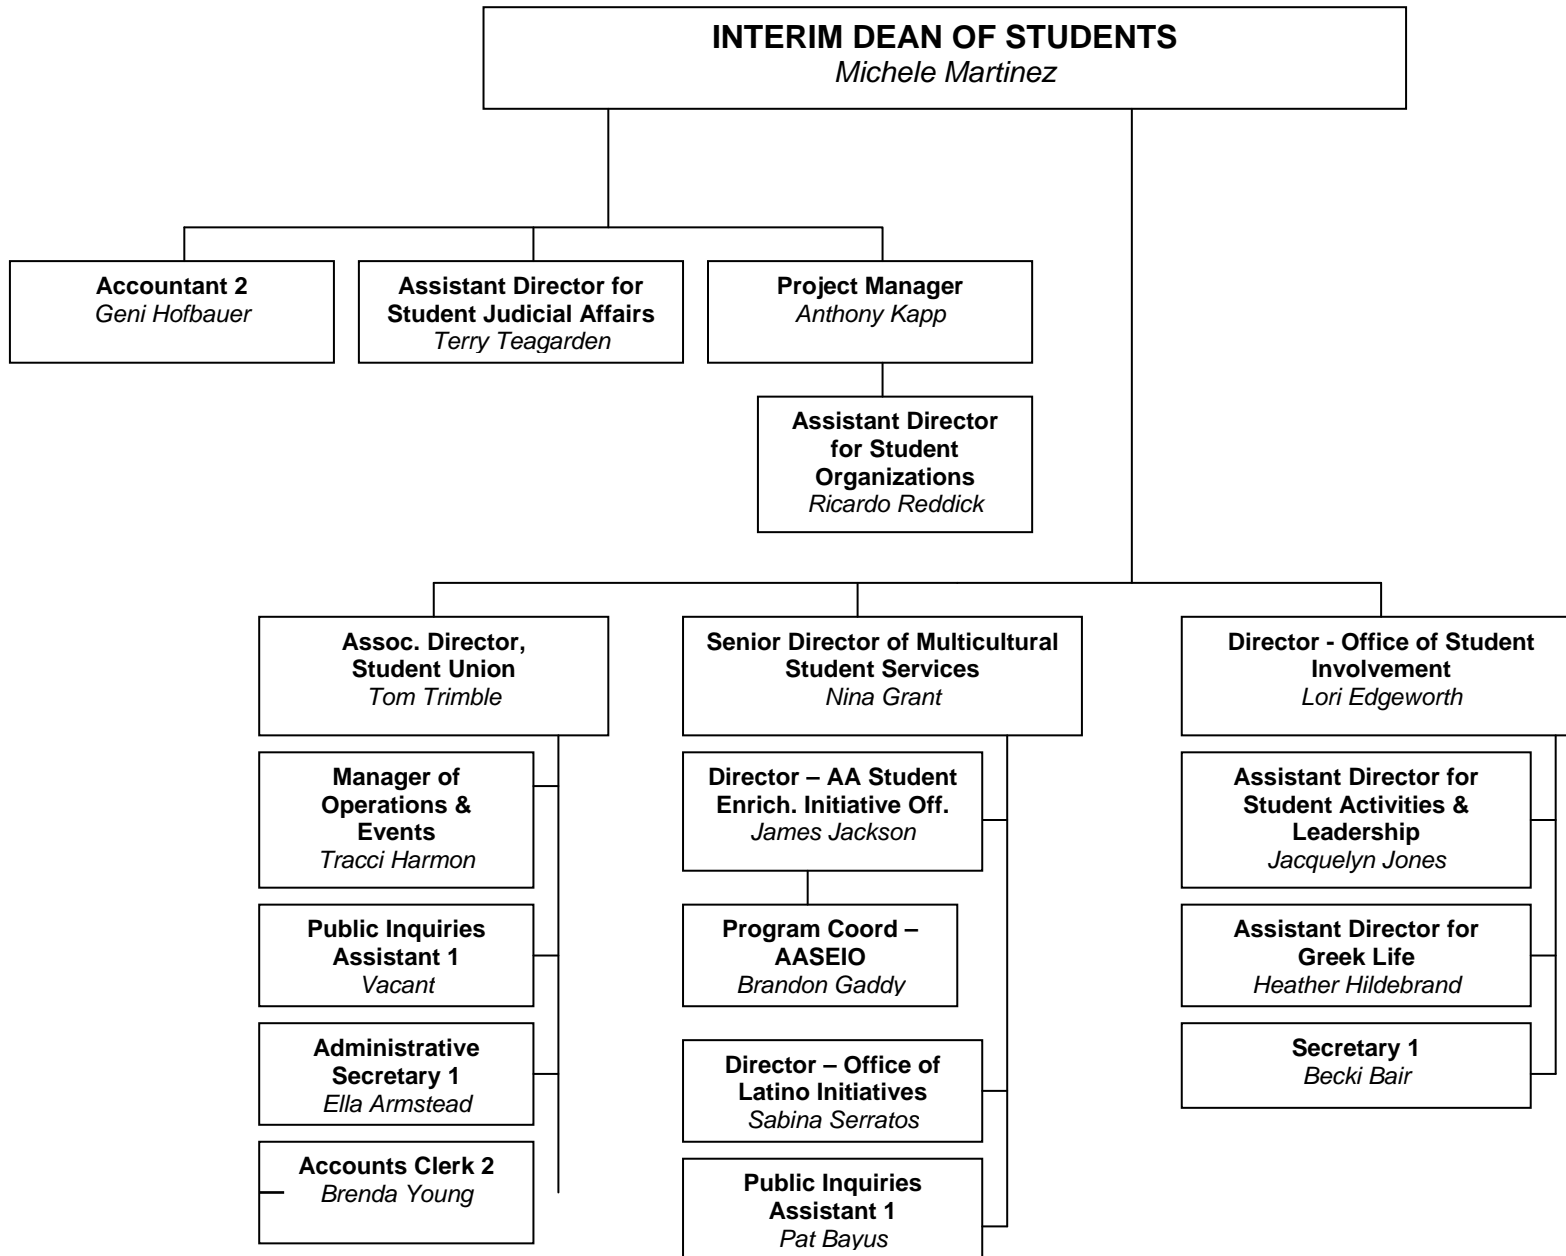 INTERIM DEAN OF STUDENTS
Michele Martinez
Accountant 2
Geni Hofbauer
Assistant Director for
Student Judicial Affairs
Terry Teagarden
Project Manager
Anthony Kapp
Assistant Director
for Student
Organizations
Ricardo Reddick
Assoc. Director,
Student Union
Tom Trimble
Manager of
Operations &
Events
Tracci Harmon
Public Inquiries
Assistant 1
Vacant
Administrative
Secretary 1
Ella Armstead
Accounts Clerk 2
Brenda Young
Senior Director of Multicultural
Student Services
Nina Grant
Director – AA Student
Enrich. Initiative Off.
James Jackson
Program Coord –
AASEIO
Brandon Gaddy
Director – Office of
Latino Initiatives
Sabina Serratos
Public Inquiries
Assistant 1
Pat Bayus
Director - Office of Student
Involvement
Lori Edgeworth
Assistant Director for
Student Activities &
Leadership
Jacquelyn Jones
Assistant Director for
Greek Life
Heather Hildebrand
Secretary 1
Becki Bair